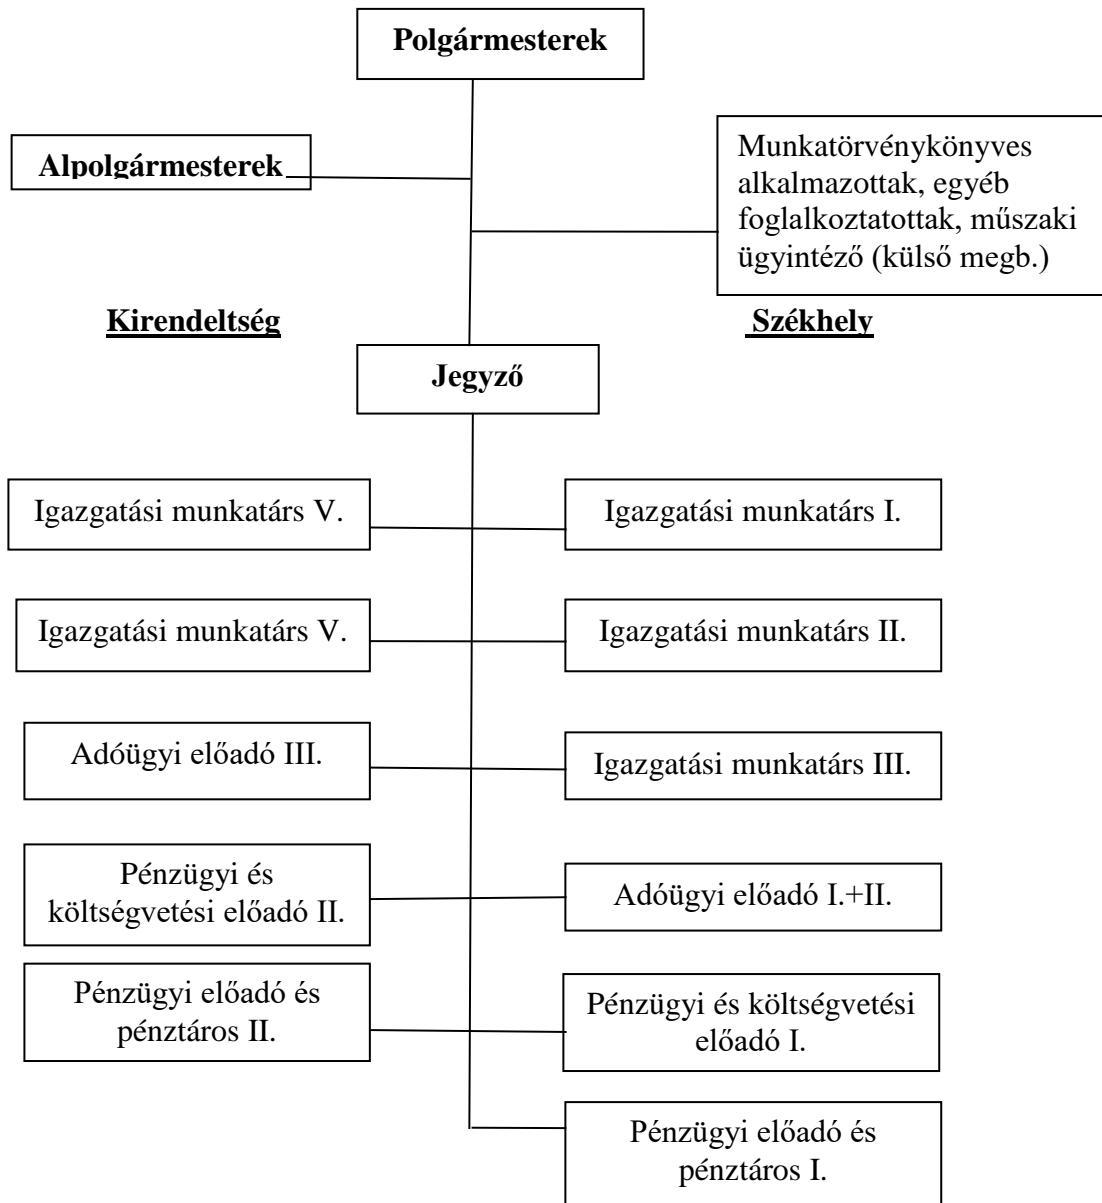 Polgármesterek
Alpolgármesterek
Munkatörvénykönyves
alkalmazottak, egyéb
foglalkoztatottak, műszaki
ügyintéző (külső megb.)
Kirendeltség
Székhely
Jegyző
Igazgatási munkatárs V.
Igazgatási munkatárs I.
Igazgatási munkatárs V.
Igazgatási munkatárs II.
Adóügyi előadó III.
Igazgatási munkatárs III.
Pénzügyi és
költségvetési előadó II.
Adóügyi előadó I.+II.
Pénzügyi előadó és
pénztáros II.
Pénzügyi és költségvetési
előadó I.
Pénzügyi előadó és
pénztáros I.